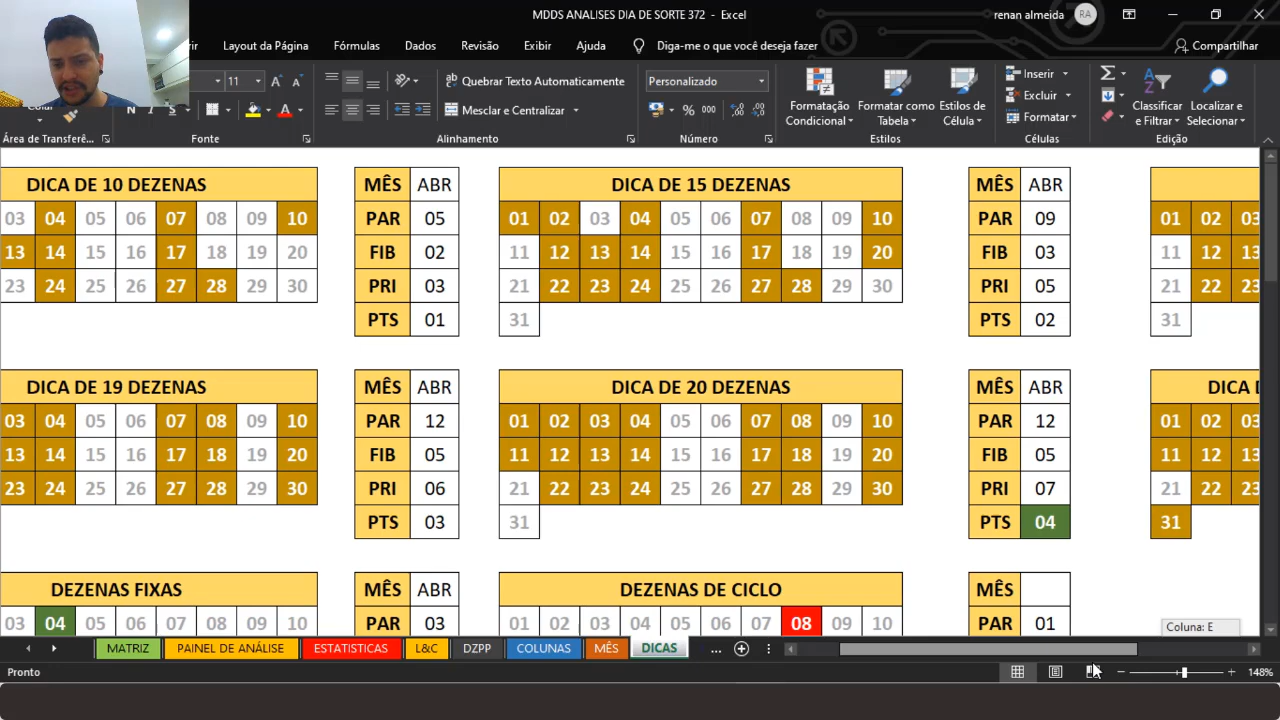 MDDS ANALISES DIA DE SORTE 372 - Excel
renan almeida
RA
Layout da Página
Fórmulas
Dados
Revisão
Exibir
Ajuda
Diga-me o que você deseja fazer
Compartilhar
11
Quebrar Texto Automaticamente
Mesclar e Centralizar
Personalizado
% 000
Formatação Condicional
Formatar como Tabela
Estilos de Célula
Inserir
Excluir
Formatar
Classificar e Filtrar
Localizar e Selecionar
Área de Transferê...
Fonte
Alinhamento
Número
Estilos
Células
Edição
DICA DE 10 DEZENAS
03 04 05 06 07 08 09 10
13 14 15 16 17 18 19 20
23 24 25 26 27 28 29 30
MÊS ABR
PAR 05
FIB 02
PRI 03
PTS 01
DICA DE 15 DEZENAS
01 02 03 04 05 06 07 08 09 10
11 12 13 14 15 16 17 18 19 20
21 22 23 24 25 26 27 28 29 30
31
MÊS ABR
PAR 09
FIB 03
PRI 05
PTS 02
01 02 03
11 12 13
21 22 23
31
DICA DE 19 DEZENAS
03 04 05 06 07 08 09 10
13 14 15 16 17 18 19 20
23 24 25 26 27 28 29 30
MÊS ABR
PAR 12
FIB 05
PRI 06
PTS 03
DICA DE 20 DEZENAS
01 02 03 04 05 06 07 08 09 10
11 12 13 14 15 16 17 18 19 20
21 22 23 24 25 26 27 28 29 30
31
MÊS ABR
PAR 12
FIB 05
PRI 07
PTS 04
DICA
01 02 03
11 12 13
21 22 23
31
DEZENAS FIXAS
03 04 05 06 07 08 09 10
MÊS ABR
PAR 03
DEZENAS DE CICLO
01 02 03 04 05 06 07 08 09 10
MÊS
PAR 01
Coluna: E
MATRIZ
PAINEL DE ANÁLISE
ESTATISTICAS
L&C
DZPP
COLUNAS
MÊS
DICAS
...
Pronto
148%